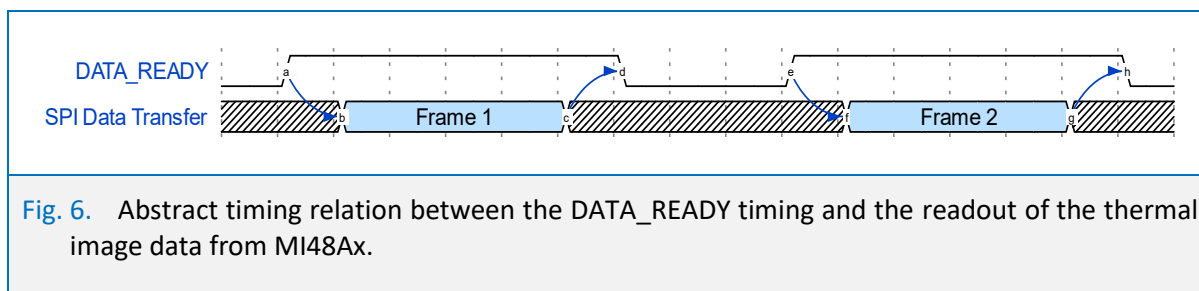 DATA_READY a d e h
SPI Data Transfer b Frame 1 c f Frame 2 g
Fig. 6. Abstract timing relation between the DATA_READY timing and the readout of the thermal
image data from MI48Ax.